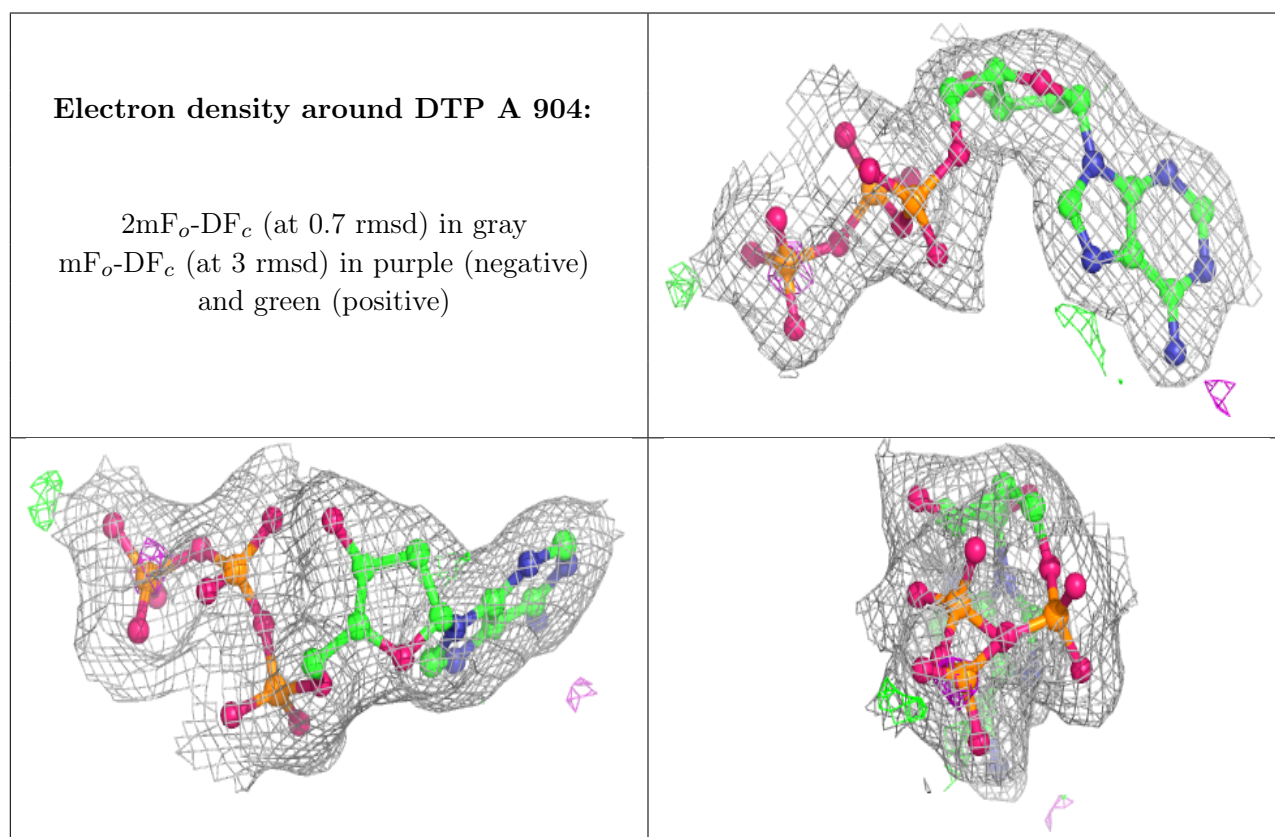 Electron density around DTP A 904:
2mFₒ-DF𝒸 (at 0.7 rmsd) in gray
mFₒ-DF𝒸 (at 3 rmsd) in purple (negative)
and green (positive)